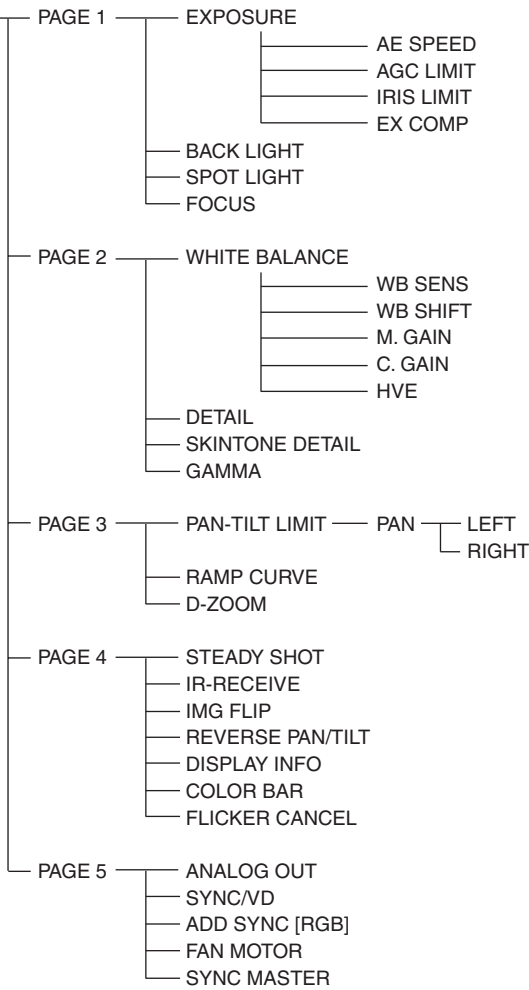 PAGE 1 EXPOSURE
AE SPEED
AGC LIMIT
IRIS LIMIT
EX COMP
BACK LIGHT
SPOT LIGHT
FOCUS
PAGE 2 WHITE BALANCE
WB SENS
WB SHIFT
M. GAIN
C. GAIN
HVE
DETAIL
SKINTONE DETAIL
GAMMA
PAGE 3 PAN-TILT LIMIT PAN LEFT
RIGHT
RAMP CURVE
D-ZOOM
PAGE 4 STEADY SHOT
IR-RECEIVE
IMG FLIP
REVERSE PAN/TILT
DISPLAY INFO
COLOR BAR
FLICKER CANCEL
PAGE 5 ANALOG OUT
SYNC/VD
ADD SYNC [RGB]
FAN MOTOR
SYNC MASTER